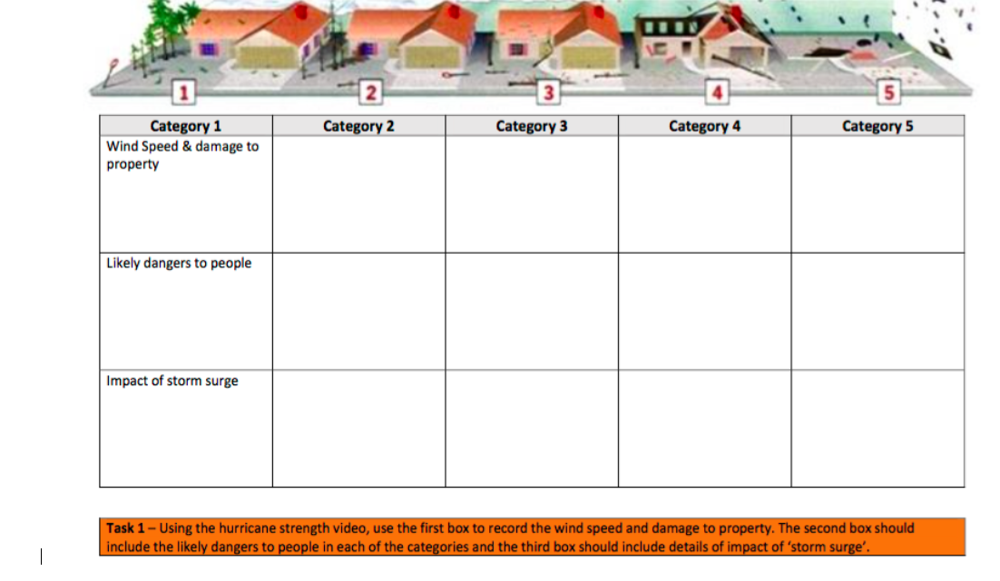 1 2 3 4 5
Category 1 Category 2 Category 3 Category 4 Category 5
Wind Speed & damage to
property
Likely dangers to people
Impact of storm surge
Task 1 – Using the hurricane strength video, use the first box to record the wind speed and damage to property. The second box should
include the likely dangers to people in each of the categories and the third box should include details of impact of ‘storm surge’.